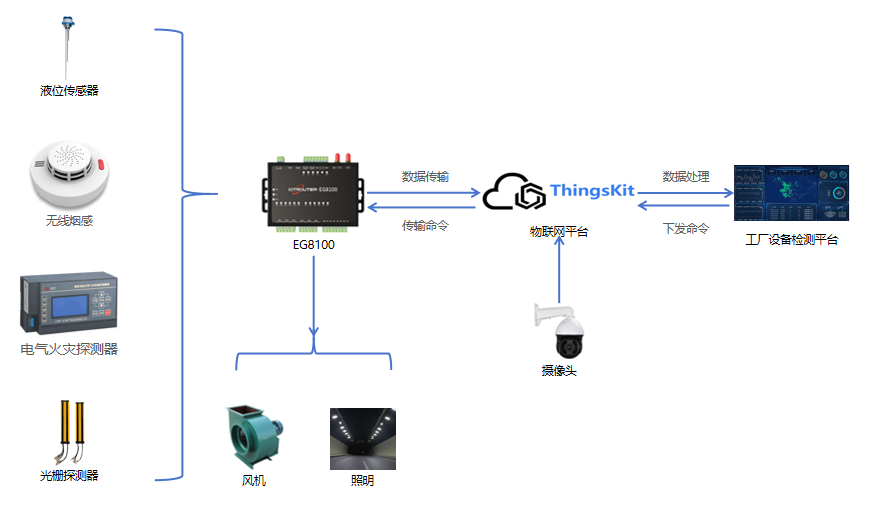 液位传感器
无线烟感
电气火灾探测器
光栅探测器
IOTROUTER-EG8100
EG8100
数据传输
传输命令
ThingsKit
物联网平台
数据处理
下发命令
工厂设备检测平台
摄像头
风机
照明